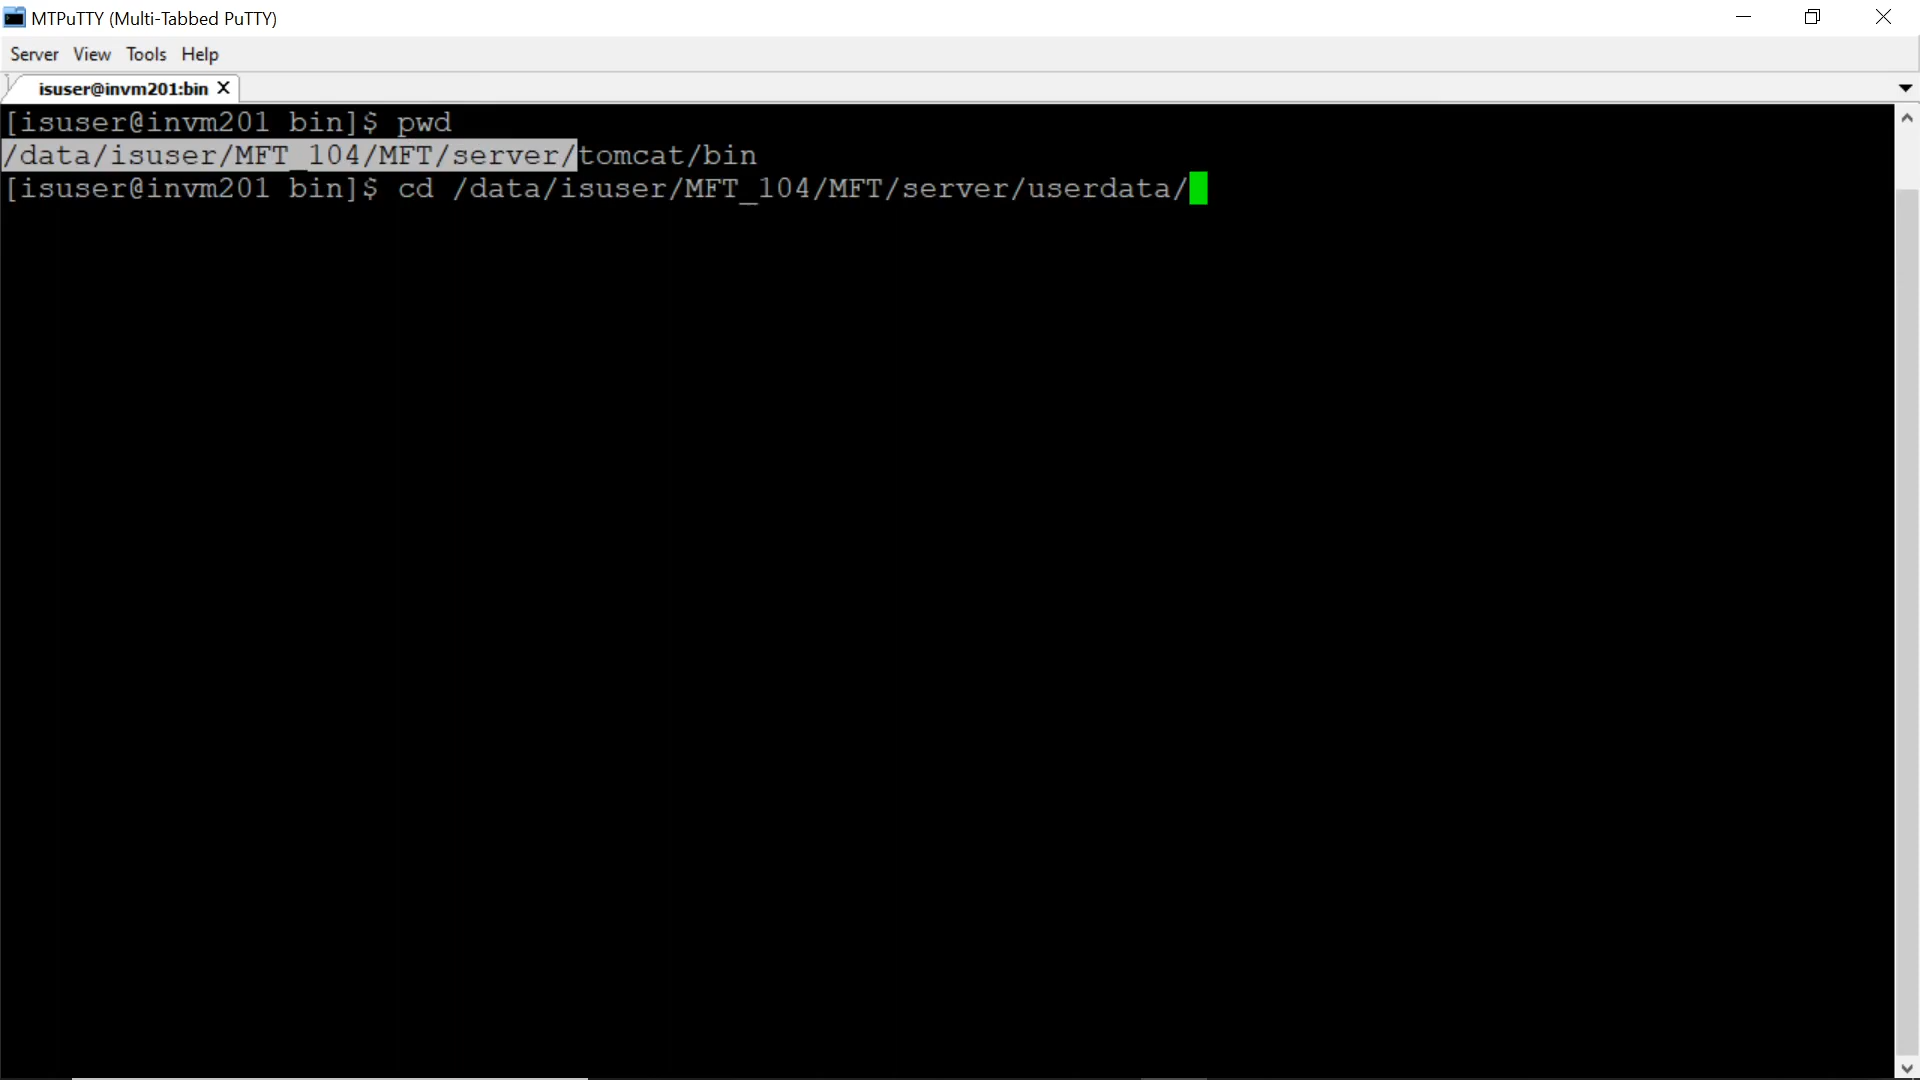 MTPuTTY (Multi-Tabbed PuTTY)
Server View Tools Help
isuser@invm201:bin X
[isuser@invm201 bin]$ pwd
/data/isuser/MFT_104/MFT/server/tomcat/bin
[isuser@invm201 bin]$ cd /data/isuser/MFT_104/MFT/server/userdata/